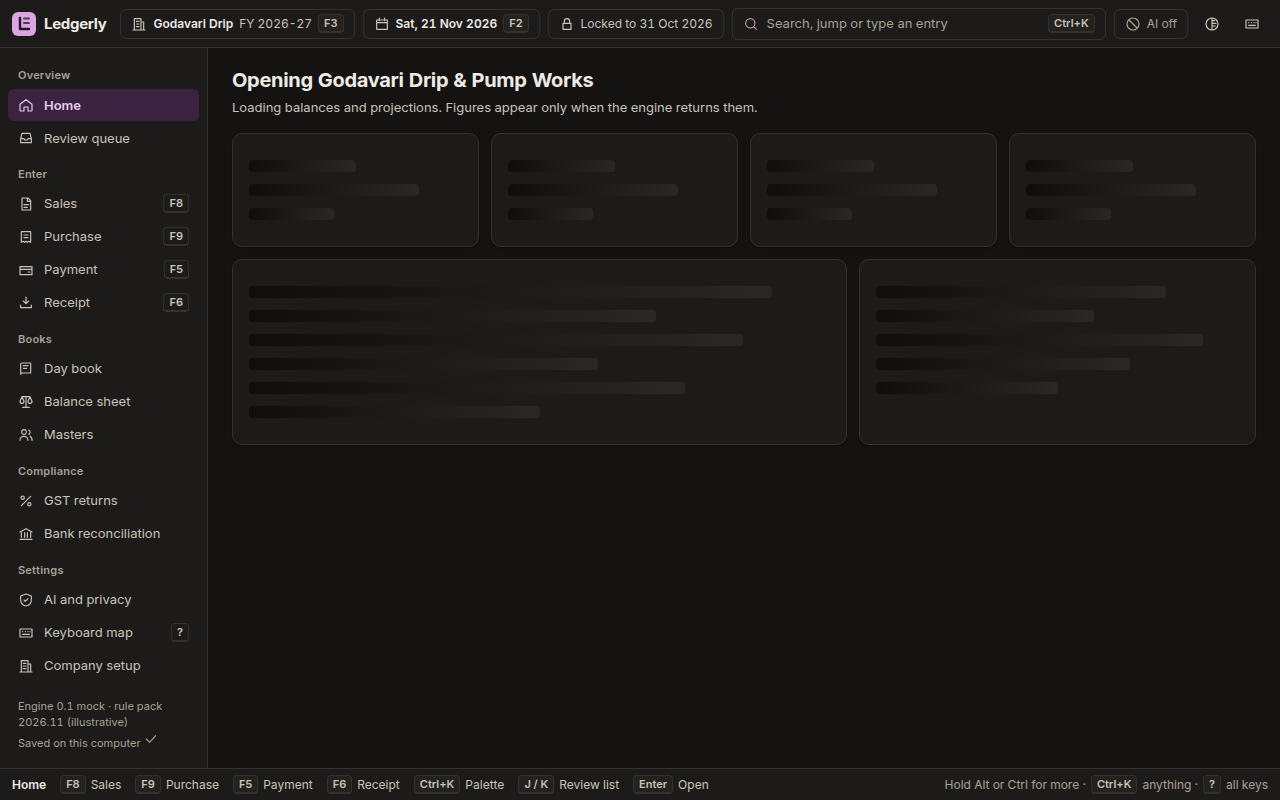 Ledgerly
Godavari Drip FY 2026-27 F3
Sat, 21 Nov 2026 F2
Locked to 31 Oct 2026
Search, jump or type an entry Ctrl+K
AI off
Overview
Home
Review queue
Enter
Sales F8
Purchase F9
Payment F5
Receipt F6
Books
Day book
Balance sheet
Masters
Compliance
GST returns
Bank reconciliation
Settings
AI and privacy
Keyboard map ?
Company setup
Engine 0.1 mock · rule pack
2026.11 (illustrative)
Saved on this computer
Opening Godavari Drip & Pump Works
Loading balances and projections. Figures appear only when the engine returns them.
Home F8 Sales F9 Purchase F5 Payment F6 Receipt Ctrl+K Palette J / K Review list Enter Open
Hold Alt or Ctrl for more · Ctrl+K anything · ? all keys